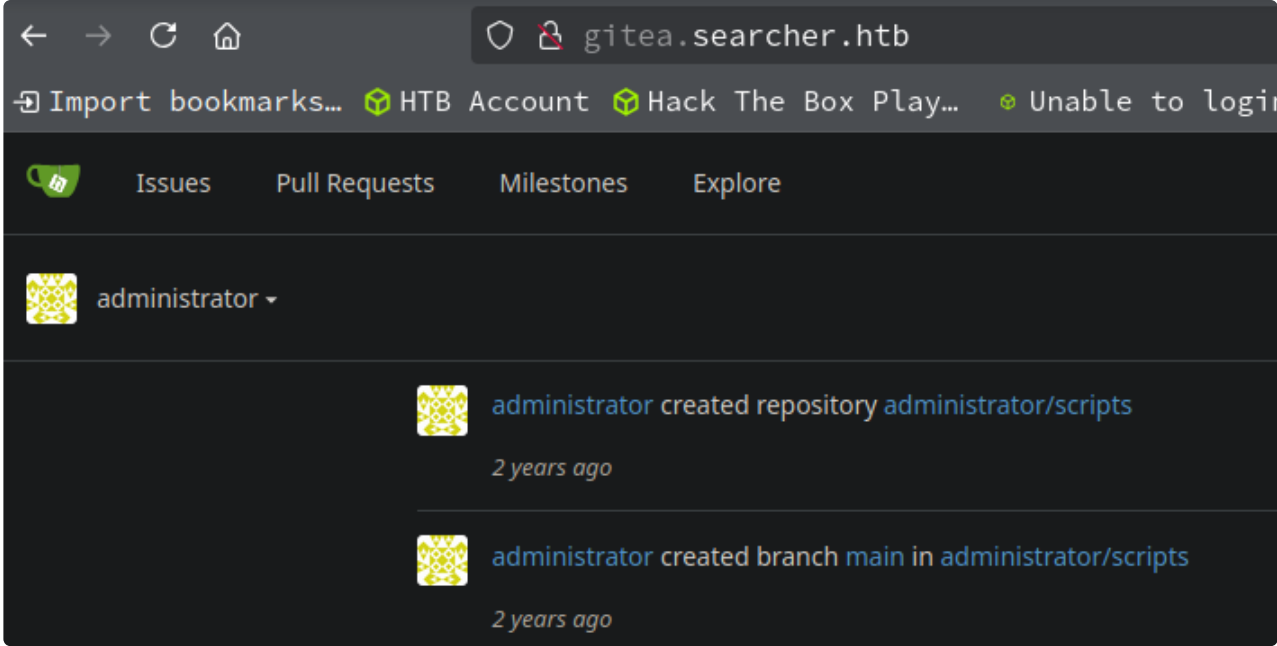 gitea.searcher.htb
Import bookmarks… HTB Account Hack The Box Play… Unable to login
Issues Pull Requests Milestones Explore
administrator
administrator created repository administrator/scripts
2 years ago
administrator created branch main in administrator/scripts
2 years ago